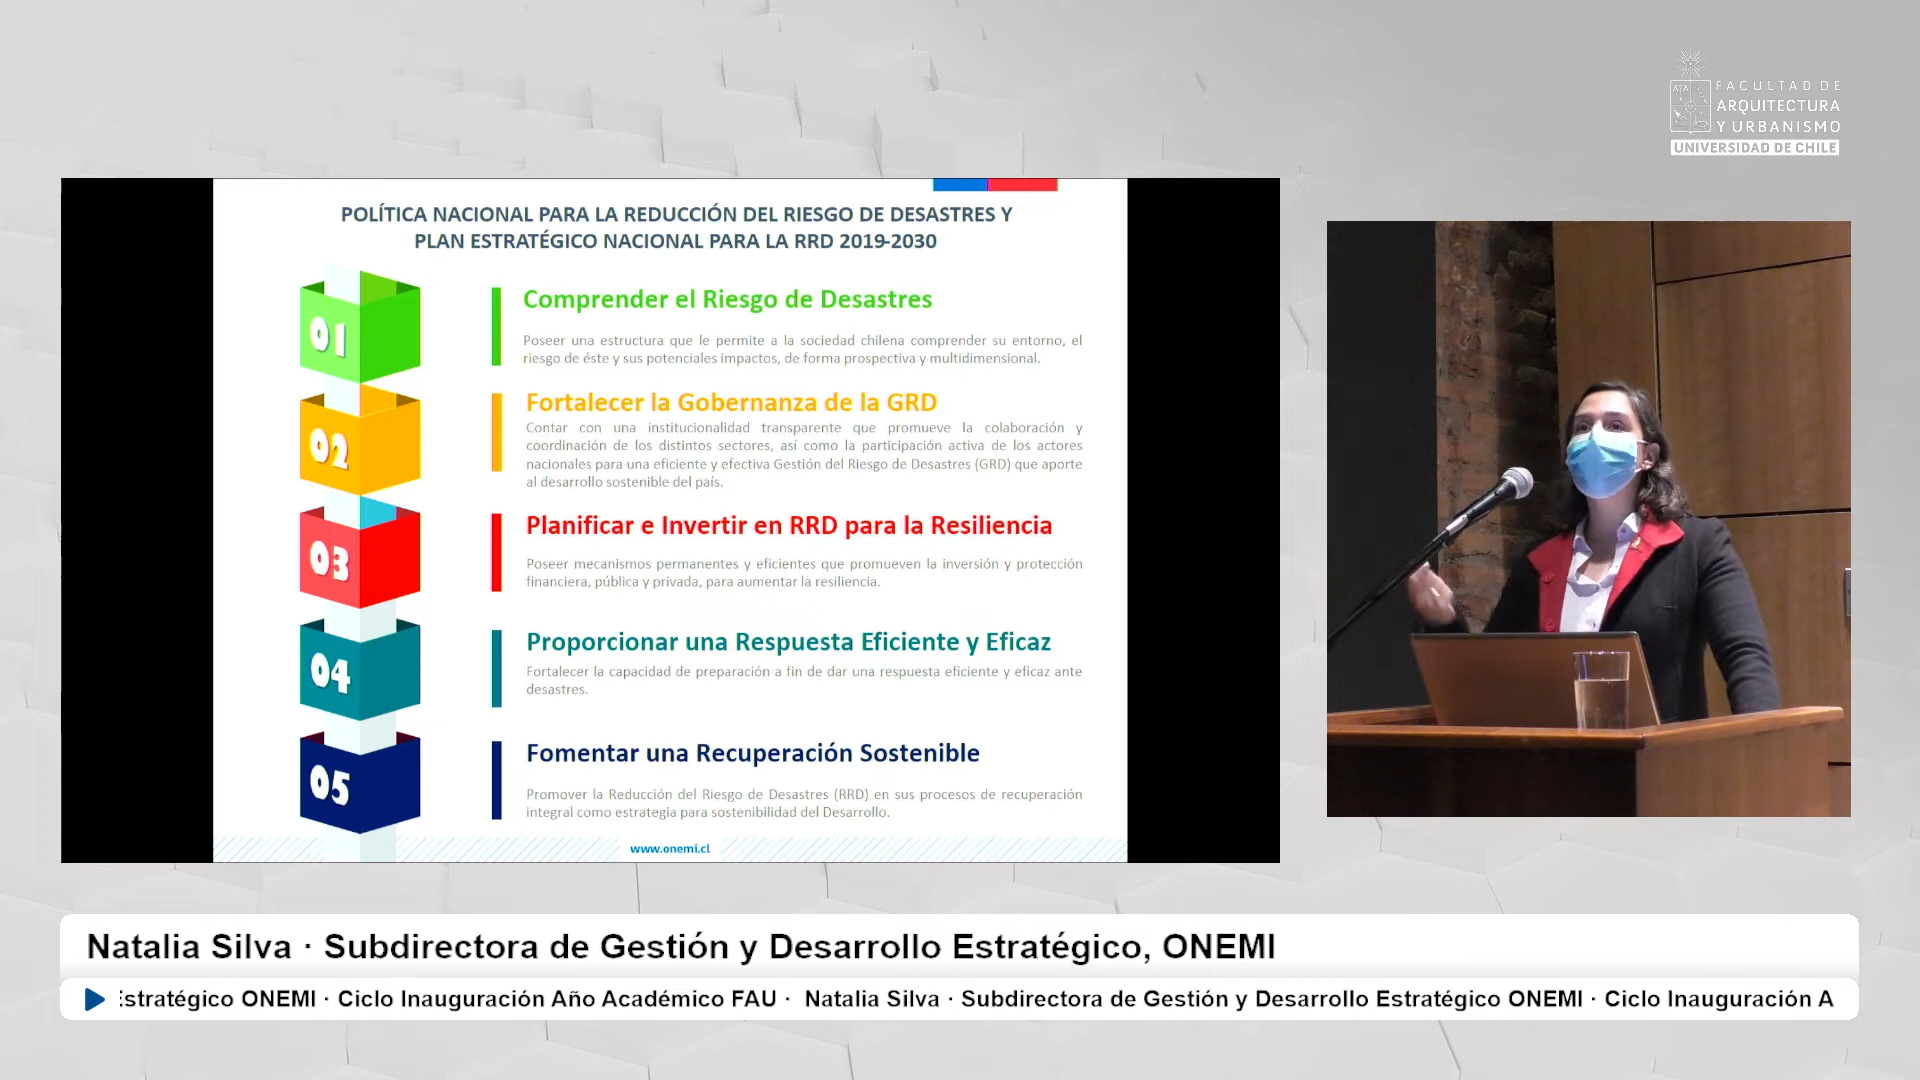 FACULTAD DE
ARQUITECTURA
Y URBANISMO
UNIVERSIDAD DE CHILE
POLÍTICA NACIONAL PARA LA REDUCCIÓN DEL RIESGO DE DESASTRES Y
PLAN ESTRATÉGICO NACIONAL PARA LA RRD 2019-2030
01
Comprender el Riesgo de Desastres
Poseer una estructura que le permite a la sociedad chilena comprender su entorno, el
riesgo de éste y sus potenciales impactos, de forma prospectiva y multidimensional.
02
Fortalecer la Gobernanza de la GRD
Contar con una institucionalidad transparente que promueve la colaboración y
coordinación de los distintos sectores, así como la participación activa de los actores
nacionales para una eficiente y efectiva Gestión del Riesgo de Desastres (GRD) que aporte
al desarrollo sostenible del país.
03
Planificar e Invertir en RRD para la Resiliencia
Poseer mecanismos permanentes y eficientes que promueven la inversión y protección
financiera, pública y privada, para aumentar la resiliencia.
04
Proporcionar una Respuesta Eficiente y Eficaz
Fortalecer la capacidad de preparación a fin de dar una respuesta eficiente y eficaz ante
desastres.
05
Fomentar una Recuperación Sostenible
Promover la Reducción del Riesgo de Desastres (RRD) en sus procesos de recuperación
integral como estrategia para sostenibilidad del Desarrollo.
www.onemi.cl
Natalia Silva · Subdirectora de Gestión y Desarrollo Estratégico, ONEMI
stratégico ONEMI · Ciclo Inauguración Año Académico FAU · Natalia Silva · Subdirectora de Gestión y Desarrollo Estratégico ONEMI · Ciclo Inauguración A